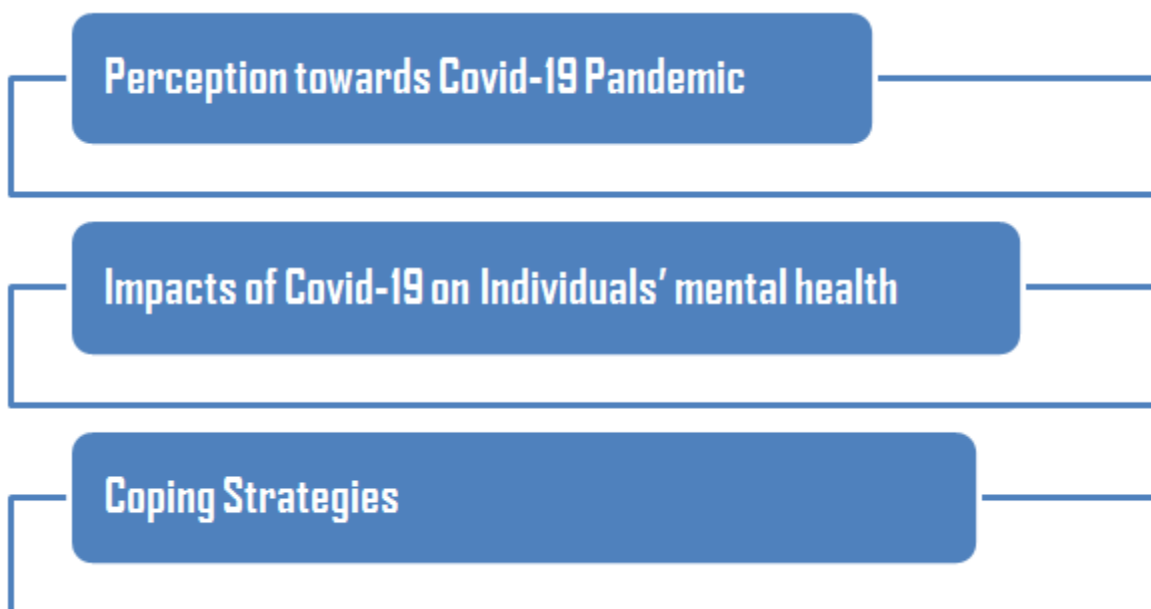 Perception towards Covid-19 Pandemic
Impacts of Covid-19 on Individuals’ mental health
Coping Strategies